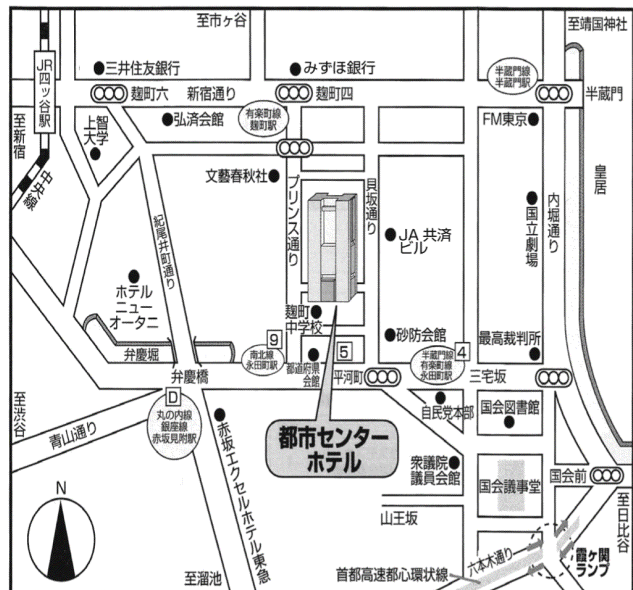 至市ヶ谷
至靖国神社
JR四ッ谷駅
三井住友銀行
みずほ銀行
半蔵門線
半蔵門駅
麹町六
新宿通り
麹町四
半蔵門
至新宿
上智
大学
弘済会館
有楽町線
麹町駅
FM東京
皇居
中央線
文藝春秋社
プリンス通り
貝坂通り
内堀通り
紀尾井町通り
JA 共済
ビル
国立劇場
ホテル
ニュー
オータニ
麹町
中学校
砂防会館
最高裁判所
弁慶堀
9
南北線
永田町駅
都道府県
会館
5
4
半蔵門線
有楽町線
永田町駅
弁慶橋
平河町
三宅坂
至渋谷
D
丸の内線
銀座線
赤坂見附駅
青山通り
赤坂エクセルホテル東急
都市センター
ホテル
自民党本部
国会図書館
衆議院
議員会館
国会議事堂
国会前
至日比谷
山王坂
N
至溜池
首都高速都心環状線
六本木通り
霞ヶ関
ランプ